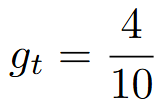 g_t = \frac{4}{10}